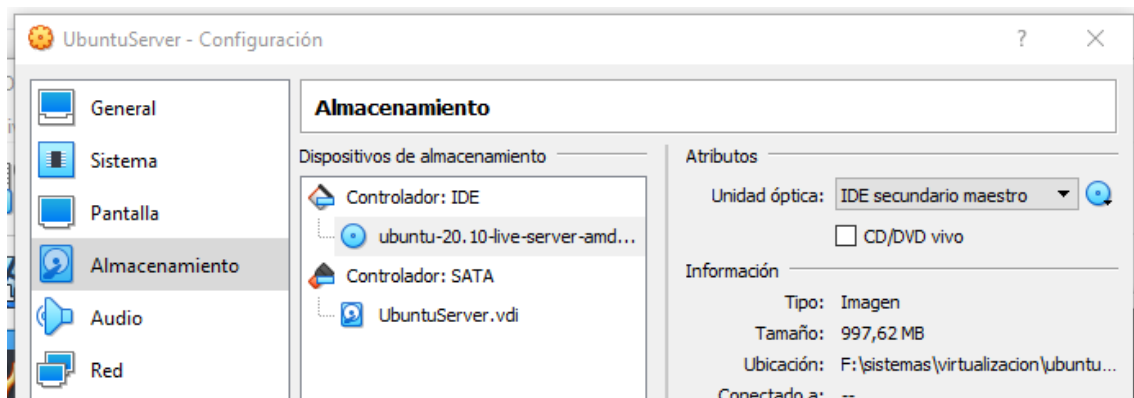 UbuntuServer - Configuración ? ×
General
Sistema
Pantalla
Almacenamiento
Audio
Red
Almacenamiento
Dispositivos de almacenamiento
Controlador: IDE
ubuntu-20.10-live-server-amd...
Controlador: SATA
UbuntuServer.vdi
Atributos
Unidad óptica: IDE secundario maestro
CD/DVD vivo
Información
Tipo: Imagen
Tamaño: 997,62 MB
Ubicación: F:\sistemas\virtualizacion\ubuntu...
Conectado a: --